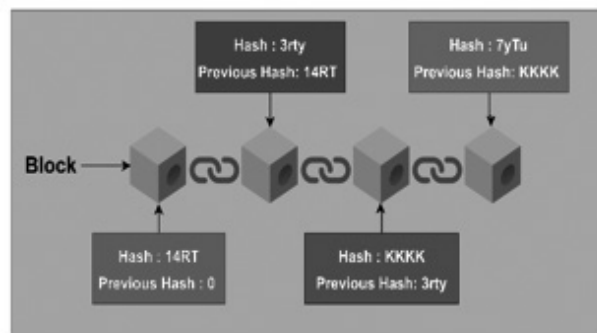 Hash : 3rty
Previous Hash: 14RT
Hash : 7yTu
Previous Hash: KKKK
Block
Hash : 14RT
Previous Hash : 0
Hash : KKKK
Previous Hash: 3rty